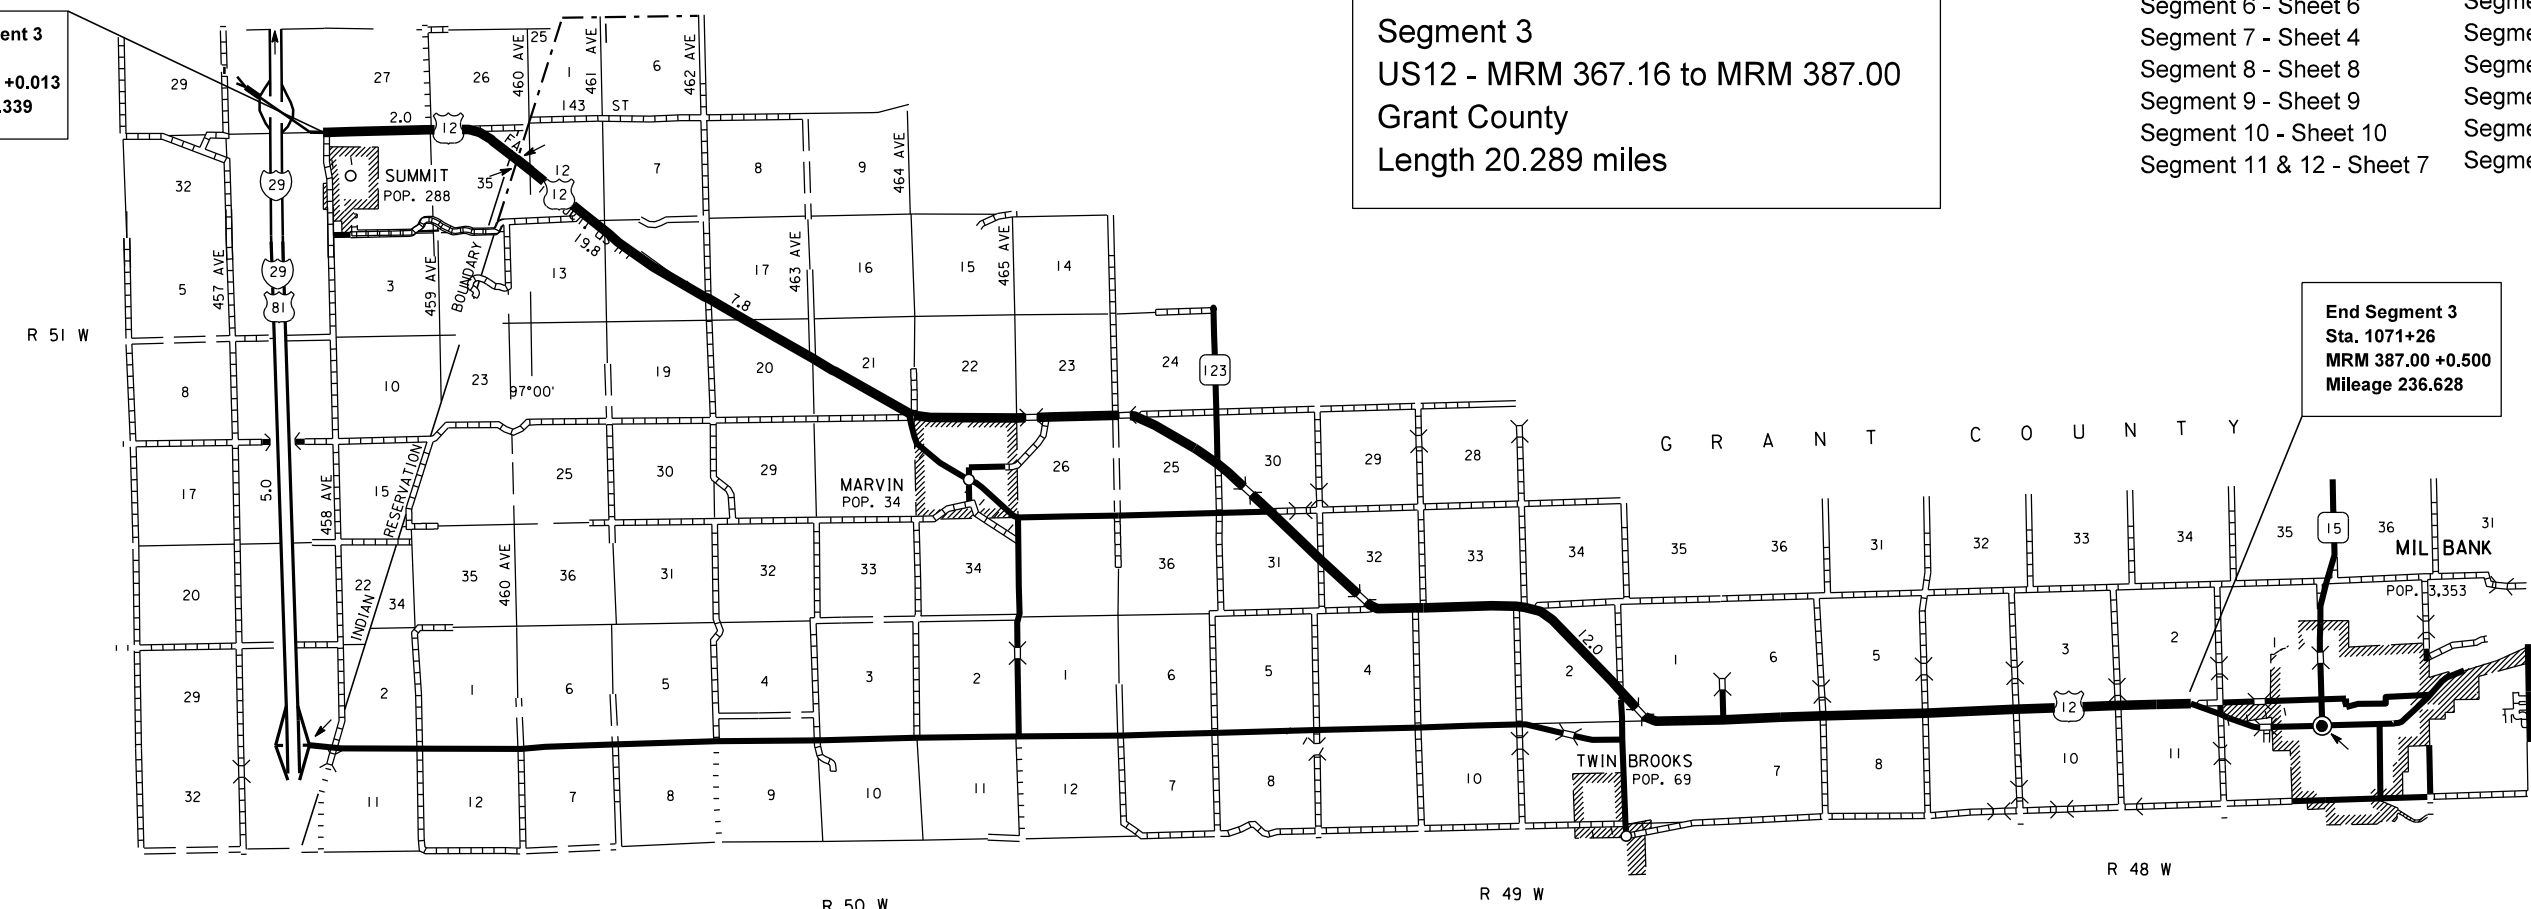 ent 3
+0.013
.339
Segment 3
US12 - MRM 367.16 to MRM 387.00
Grant County
Length 20.289 miles
Segment 6 - Sheet 6
Segment 7 - Sheet 4
Segment 8 - Sheet 8
Segment 9 - Sheet 9
Segment 10 - Sheet 10
Segment 11 & 12 - Sheet 7
Segme
Segme
Segme
Segme
Segme
Segme
End Segment 3
Sta. 1071+26
MRM 387.00 +0.500
Mileage 236.628
29
27
26
25
460 AVE
1
461 AVE
6
462 AVE
143 ST
2.0
12
F.A.
12
12
7
8
9
464 AVE
32
29
SUMMIT
POP. 288
35
19.8
5
457 AVE
29
81
3
459 AVE
BOUNDARY
13
7.8
17
463 AVE
16
15
465 AVE
14
R 51 W
8
10
23
97°00'
19
20
21
22
23
24
123
GRANT COUNTY
17
5.0
458 AVE
15
RESERVATION
25
30
29
MARVIN
POP. 34
26
25
30
29
28
20
22
34
INDIAN
35
460 AVE
36
31
32
33
34
36
31
32
33
34
35
36
31
32
33
34
35
15
36
31
MILBANK
POP. 3,353
29
2
1
6
5
4
3
2
1
6
5
4
12.0
2
1
6
5
3
2
1
12
32
11
12
7
8
9
10
11
12
7
8
10
TWIN BROOKS
POP. 69
7
8
10
11
R 50 W
R 49 W
R 48 W